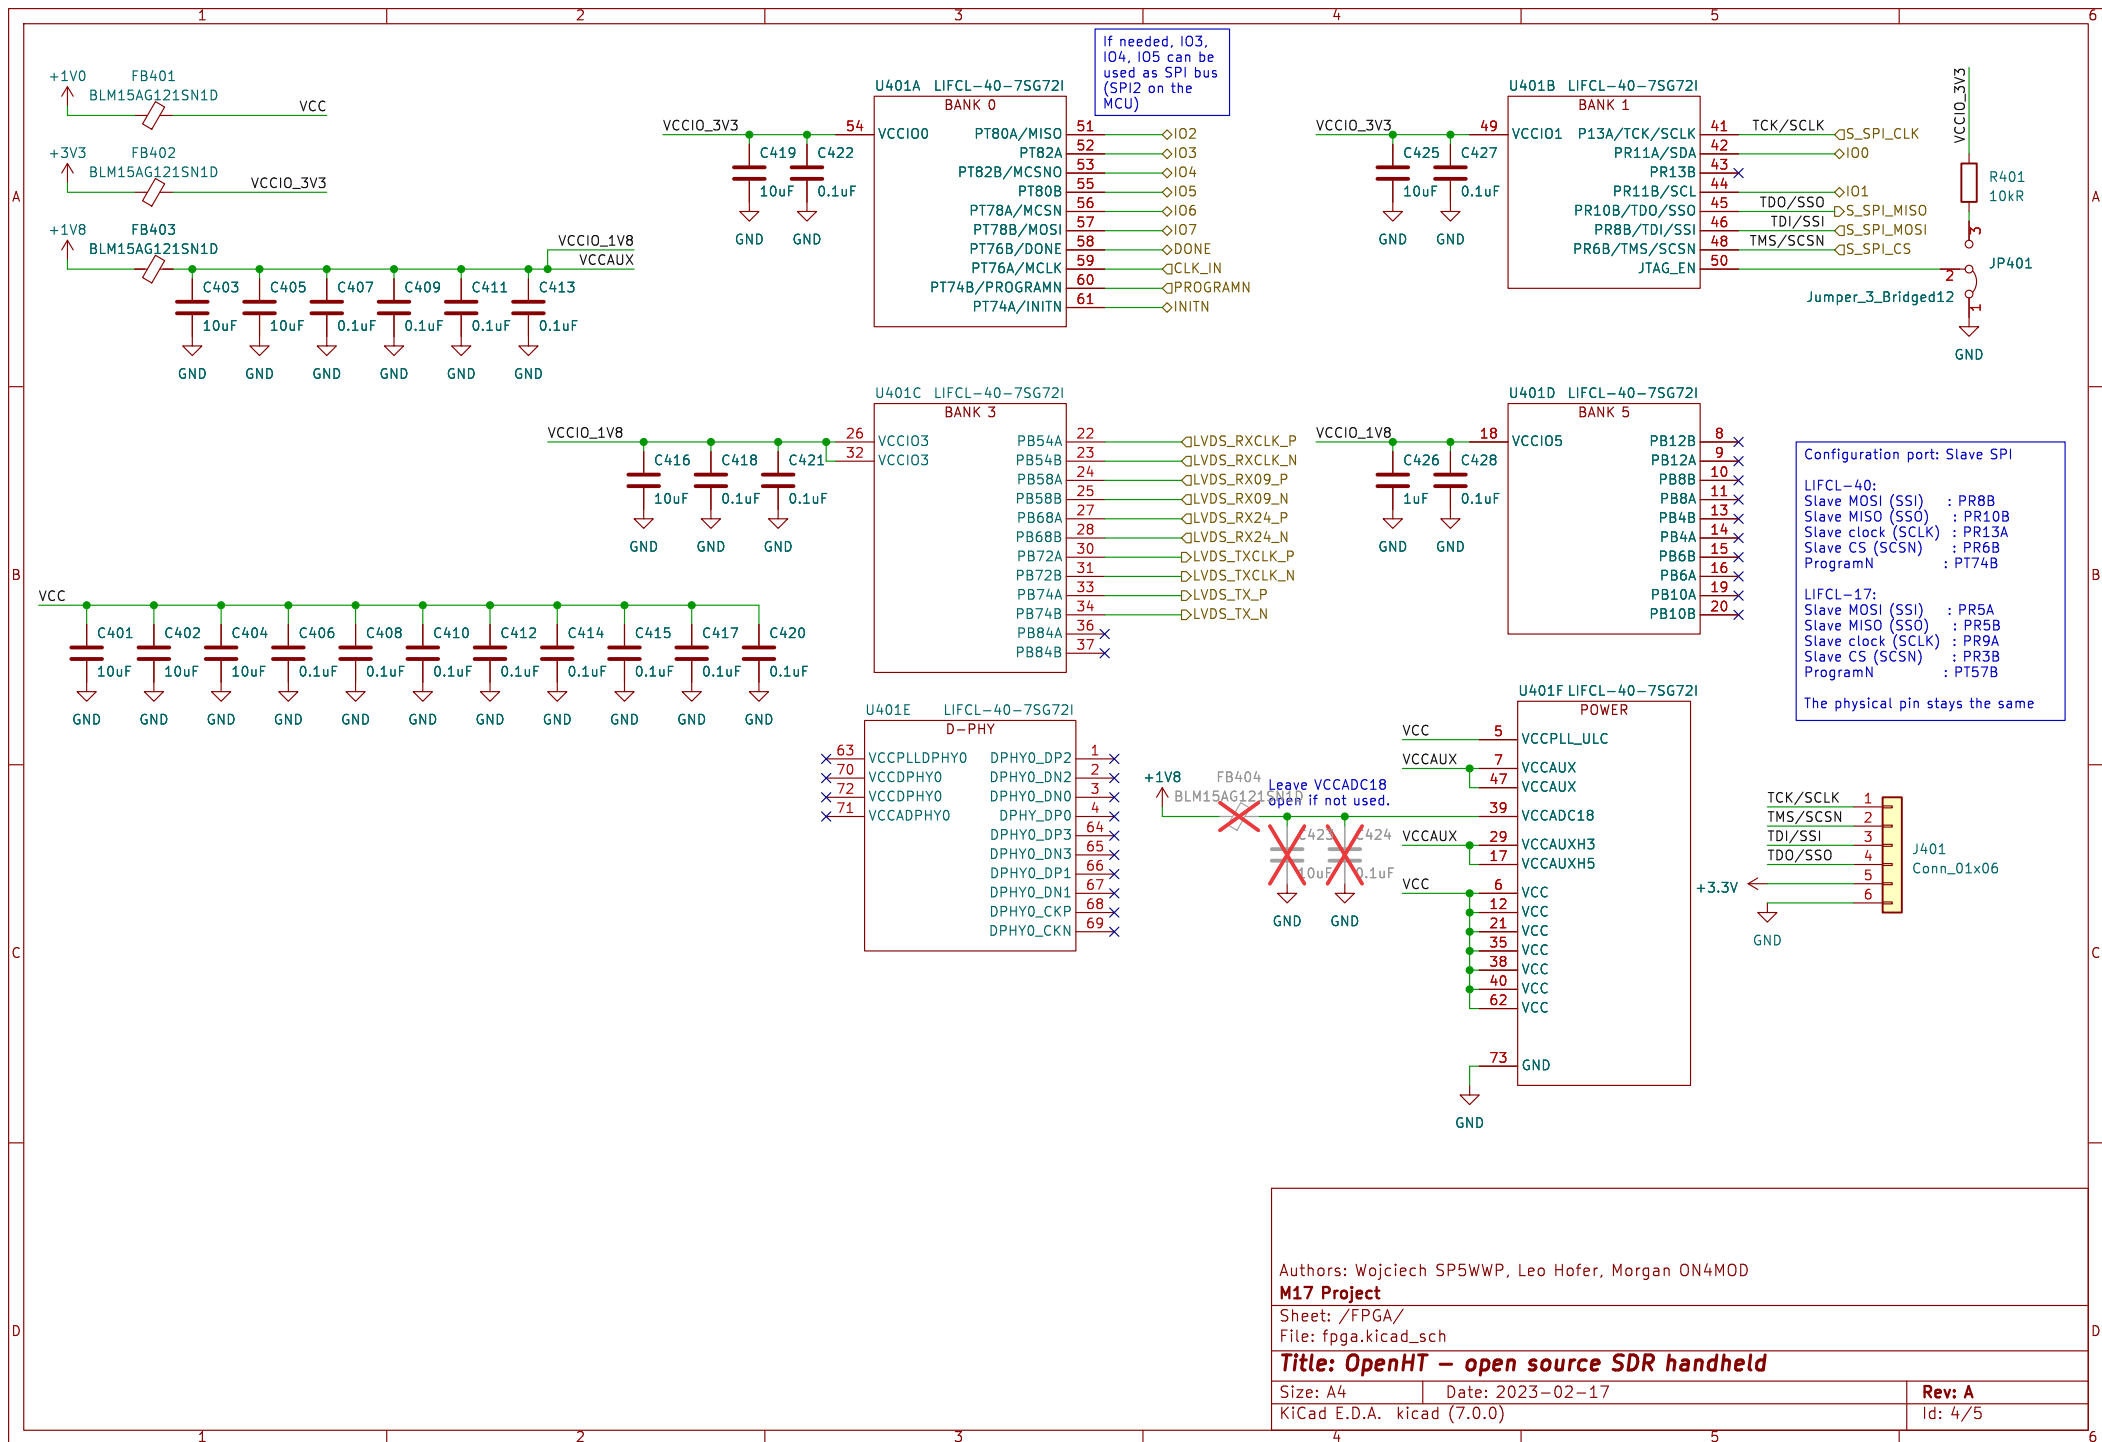 1 2 3 4 5 6
A
B
C
D
+1V0
FB401
BLM15AG121SN1D
VCC
+3V3
FB402
BLM15AG121SN1D
VCCIO_3V3
+1V8
FB403
BLM15AG121SN1D
VCCIO_1V8
VCCAUX
C403 C405 C407 C409 C411 C413
10uF 10uF 0.1uF 0.1uF 0.1uF 0.1uF
GND GND GND GND GND GND
If needed, IO3,
IO4, IO5 can be
used as SPI bus
(SPI2 on the
MCU)
U401A LIFCL-40-7SG72I
BANK 0
VCCIO_3V3 54 VCCIO0
C419 C422
10uF 0.1uF
GND GND
PT80A/MISO 51 IO2
PT82A 52 IO3
PT82B/MCSNO 53 IO4
PT80B 55 IO5
PT78A/MCSN 56 IO6
PT78B/MOSI 57 IO7
PT76B/DONE 58 DONE
PT76A/MCLK 59 CLK_IN
PT74B/PROGRAMN 60 PROGRAMN
PT74A/INITN 61 INITN
U401B LIFCL-40-7SG72I
BANK 1
VCCIO_3V3 49 VCCIO1
C425 C427
10uF 0.1uF
GND GND
P13A/TCK/SCLK 41 TCK/SCLK S_SPI_CLK
PR11A/SDA 42 IO0
PR13B 43
PR11B/SCL 44 IO1
PR10B/TDO/SSO 45 TDO/SSO S_SPI_MISO
PR8B/TDI/SSI 46 TDI/SSI S_SPI_MOSI
PR6B/TMS/SCSN 48 TMS/SCSN S_SPI_CS
JTAG_EN 50
VCCIO_3V3
R401
10kR
3
2
1
JP401
Jumper_3_Bridged12
GND
U401C LIFCL-40-7SG72I
BANK 3
VCCIO_1V8 26 VCCIO3
32 VCCIO3
C416 C418 C421
10uF 0.1uF 0.1uF
GND GND GND
PB54A 22 LVDS_RXCLK_P
PB54B 23 LVDS_RXCLK_N
PB58A 24 LVDS_RX09_P
PB58B 25 LVDS_RX09_N
PB68A 27 LVDS_RX24_P
PB68B 28 LVDS_RX24_N
PB72A 30 LVDS_TXCLK_P
PB72B 31 LVDS_TXCLK_N
PB74A 33 LVDS_TX_P
PB74B 34 LVDS_TX_N
PB84A 36
PB84B 37
U401D LIFCL-40-7SG72I
BANK 5
VCCIO_1V8 18 VCCIO5
C426 C428
1uF 0.1uF
GND GND
PB12B 8
PB12A 9
PB8B 10
PB8A 11
PB4B 13
PB4A 14
PB6B 15
PB6A 16
PB10A 19
PB10B 20
Configuration port: Slave SPI
LIFCL-40:
Slave MOSI (SSI) : PR8B
Slave MISO (SSO) : PR10B
Slave clock (SCLK) : PR13A
Slave CS (SCSN) : PR6B
ProgramN : PT74B
LIFCL-17:
Slave MOSI (SSI) : PR5A
Slave MISO (SSO) : PR5B
Slave clock (SCLK) : PR9A
Slave CS (SCSN) : PR3B
ProgramN : PT57B
The physical pin stays the same
VCC
C401 C402 C404 C406 C408 C410 C412 C414 C415 C417 C420
10uF 10uF 10uF 0.1uF 0.1uF 0.1uF 0.1uF 0.1uF 0.1uF 0.1uF 0.1uF
GND GND GND GND GND GND GND GND GND GND GND
U401E LIFCL-40-7SG72I
D-PHY
63 VCCPLLDPHY0 DPHY0_DP2 1
70 VCCDPHY0 DPHY0_DN2 2
72 VCCDPHY0 DPHY0_DN0 3
71 VCCADPHY0 DPHY_DP0 4
DPHY0_DP3 64
DPHY0_DN3 65
DPHY0_DP1 66
DPHY0_DN1 67
DPHY0_CKP 68
DPHY0_CKN 69
+1V8
FB404
BLM15AG121SN1D
Leave VCCADC18
open if not used.
C423 C424
10uF 0.1uF
GND GND
U401F LIFCL-40-7SG72I
POWER
VCC 5 VCCPLL_ULC
VCCAUX 7 VCCAUX
47 VCCAUX
39 VCCADC18
VCCAUX 29 VCCAUXH3
17 VCCAUXH5
VCC 6 VCC
12 VCC
21 VCC
35 VCC
38 VCC
40 VCC
62 VCC
73 GND
GND
TCK/SCLK 1
TMS/SCSN 2
TDI/SSI 3
TDO/SSO 4
+3.3V 5
6
GND
J401
Conn_01x06
Authors: Wojciech SP5WWP, Leo Hofer, Morgan ON4MOD
M17 Project
Sheet: /FPGA/
File: fpga.kicad_sch
Title: OpenHT – open source SDR handheld
Size: A4 Date: 2023-02-17 Rev: A
KiCad E.D.A. kicad (7.0.0) Id: 4/5
A
B
C
D
1 2 3 4 5 6